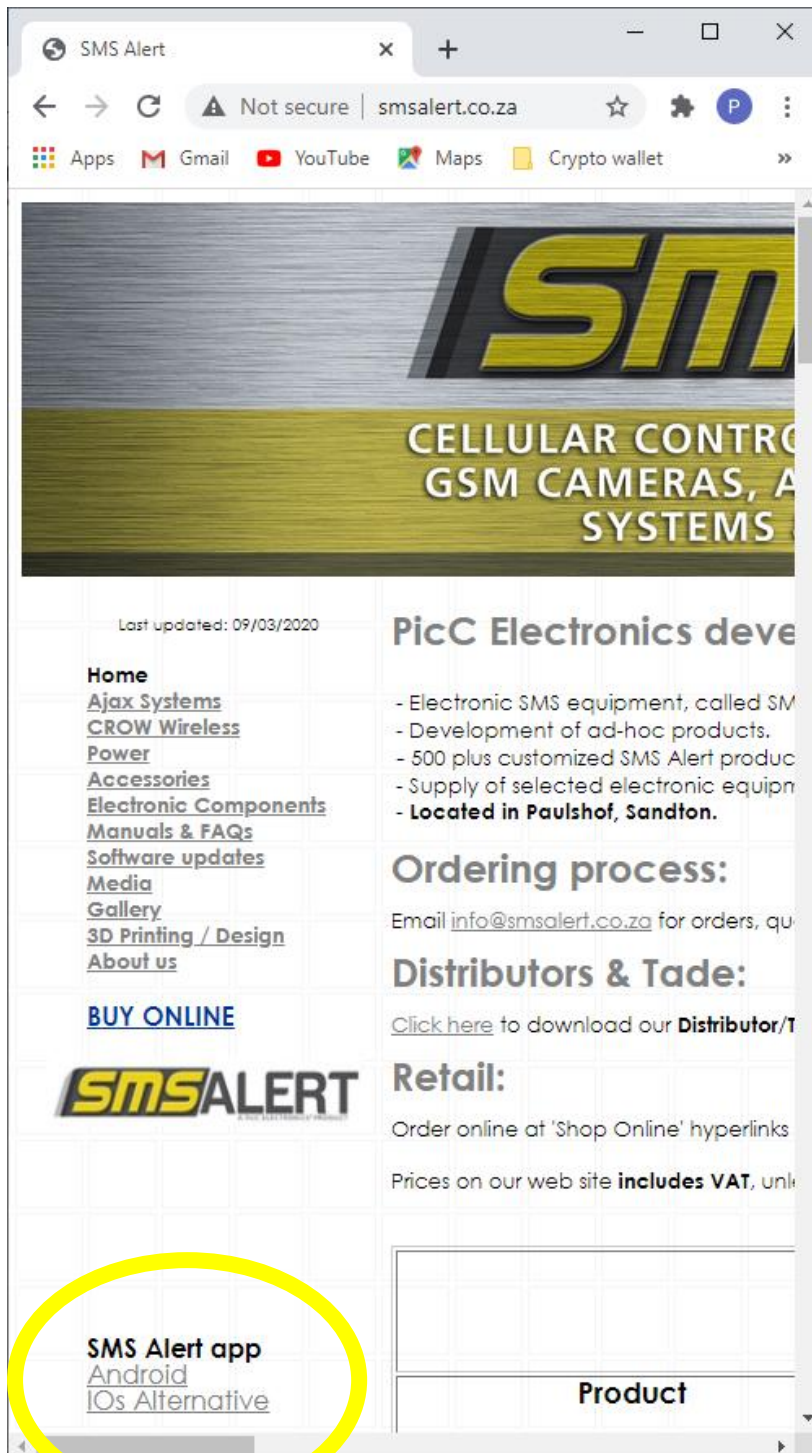 SMS Alert
Not secure | smsalert.co.za
P
Apps Gmail YouTube Maps Crypto wallet »
SM
CELLULAR CONTRO
GSM CAMERAS, A
SYSTEMS
Last updated: 09/03/2020
Home
Ajax Systems
CROW Wireless
Power
Accessories
Electronic Components
Manuals & FAQs
Software updates
Media
Gallery
3D Printing / Design
About us
BUY ONLINE
SMSALERT
A PICC ELECTRONICS PRODUCT
SMS Alert app
Android
IOs Alternative
PicC Electronics deve
- Electronic SMS equipment, called SM
- Development of ad-hoc products.
- 500 plus customized SMS Alert produc
- Supply of selected electronic equipm
- Located in Paulshof, Sandton.
Ordering process:
Email info@smsalert.co.za for orders, qu
Distributors & Tade:
Click here to download our Distributor/T
Retail:
Order online at 'Shop Online' hyperlinks
Prices on our web site includes VAT, unl
Product